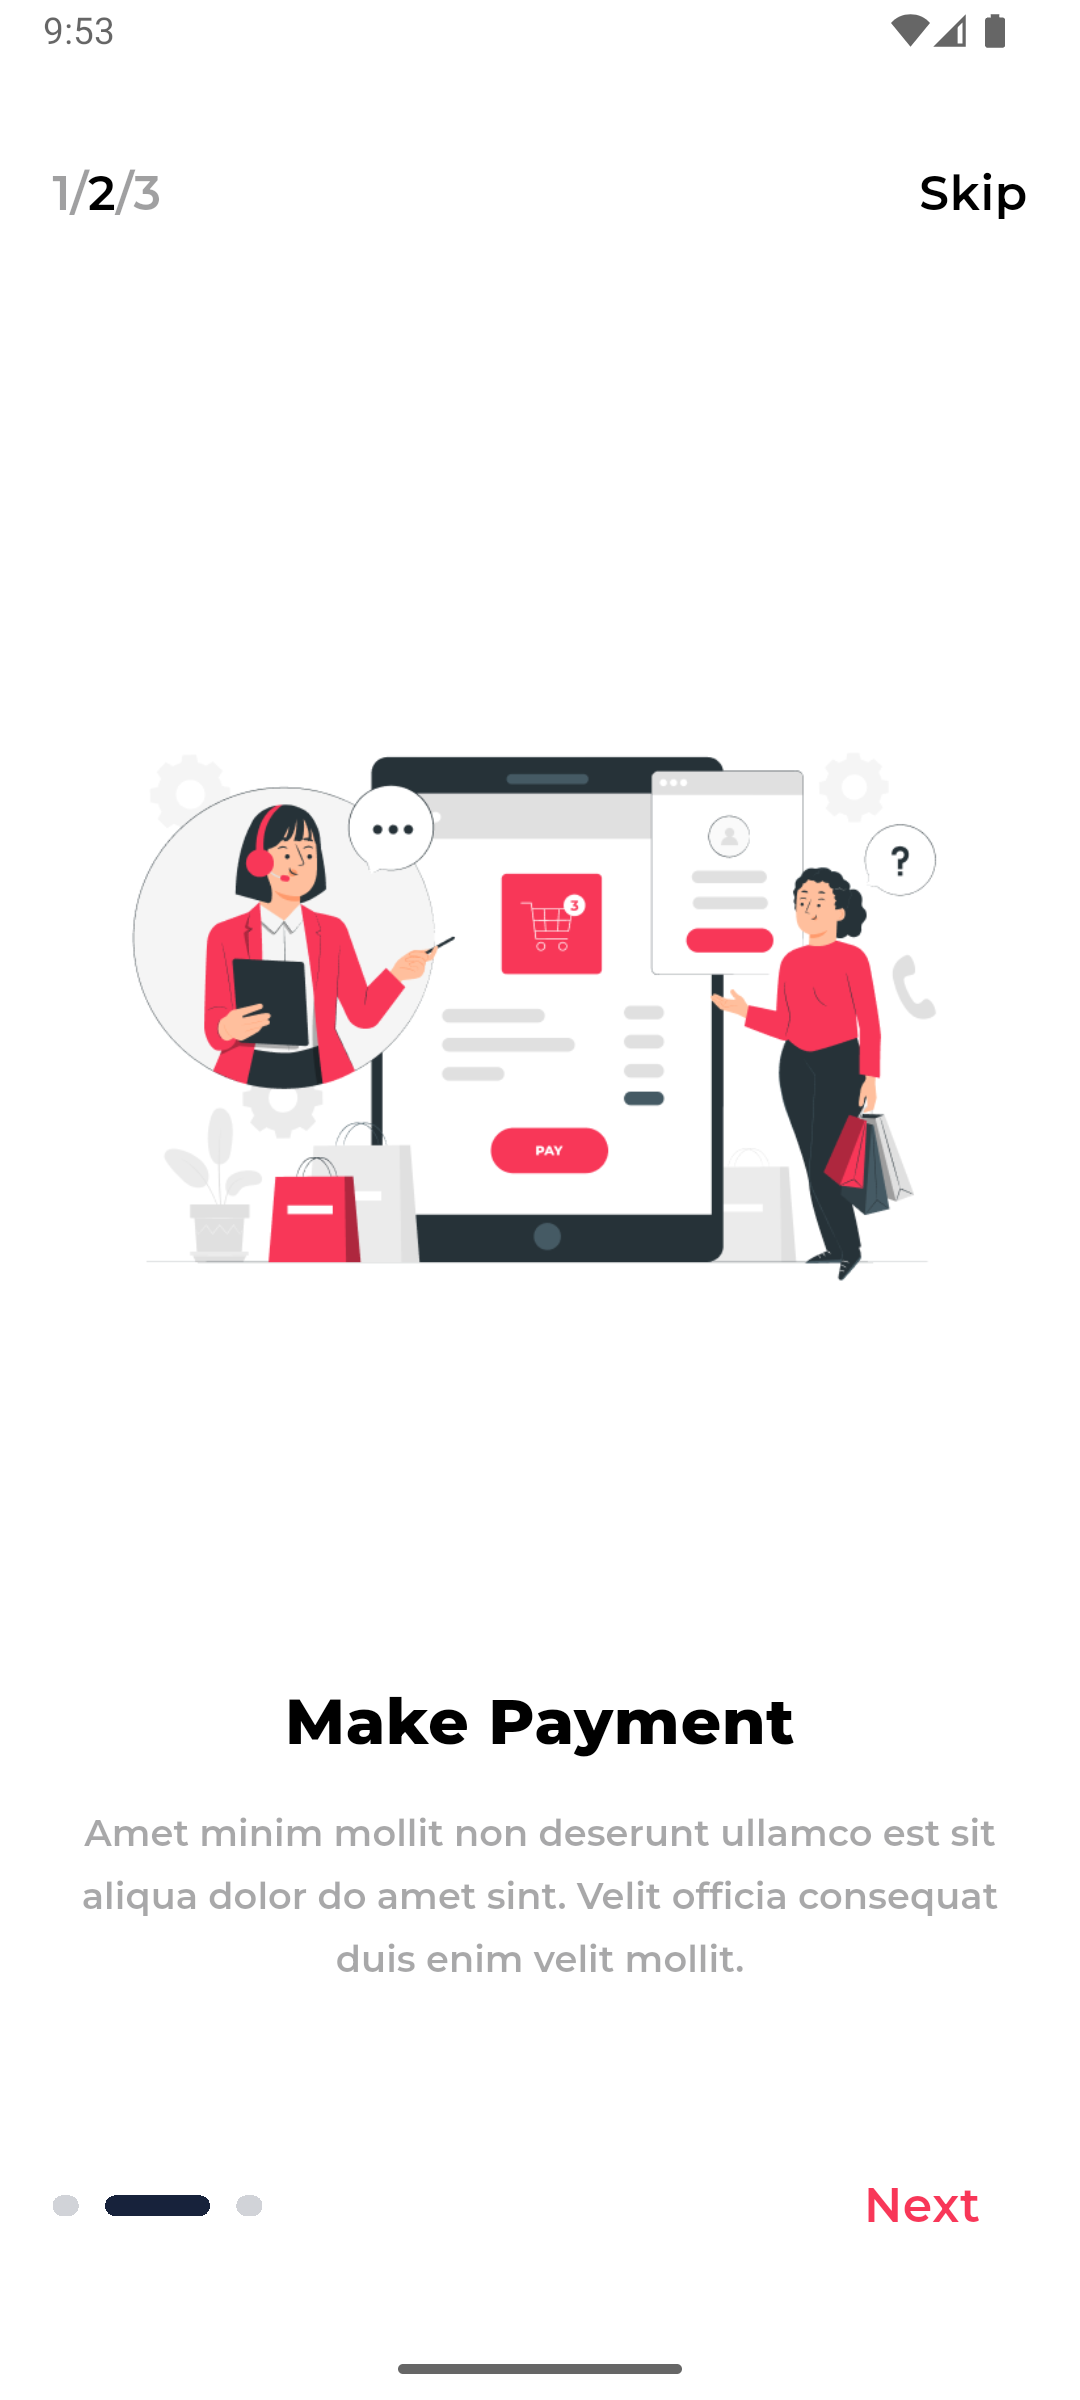 9:53
1/2/3
Skip
?
3
PAY
Make Payment
Amet minim mollit non deserunt ullamco est sit
aliqua dolor do amet sint. Velit officia consequat
duis enim velit mollit.
Next